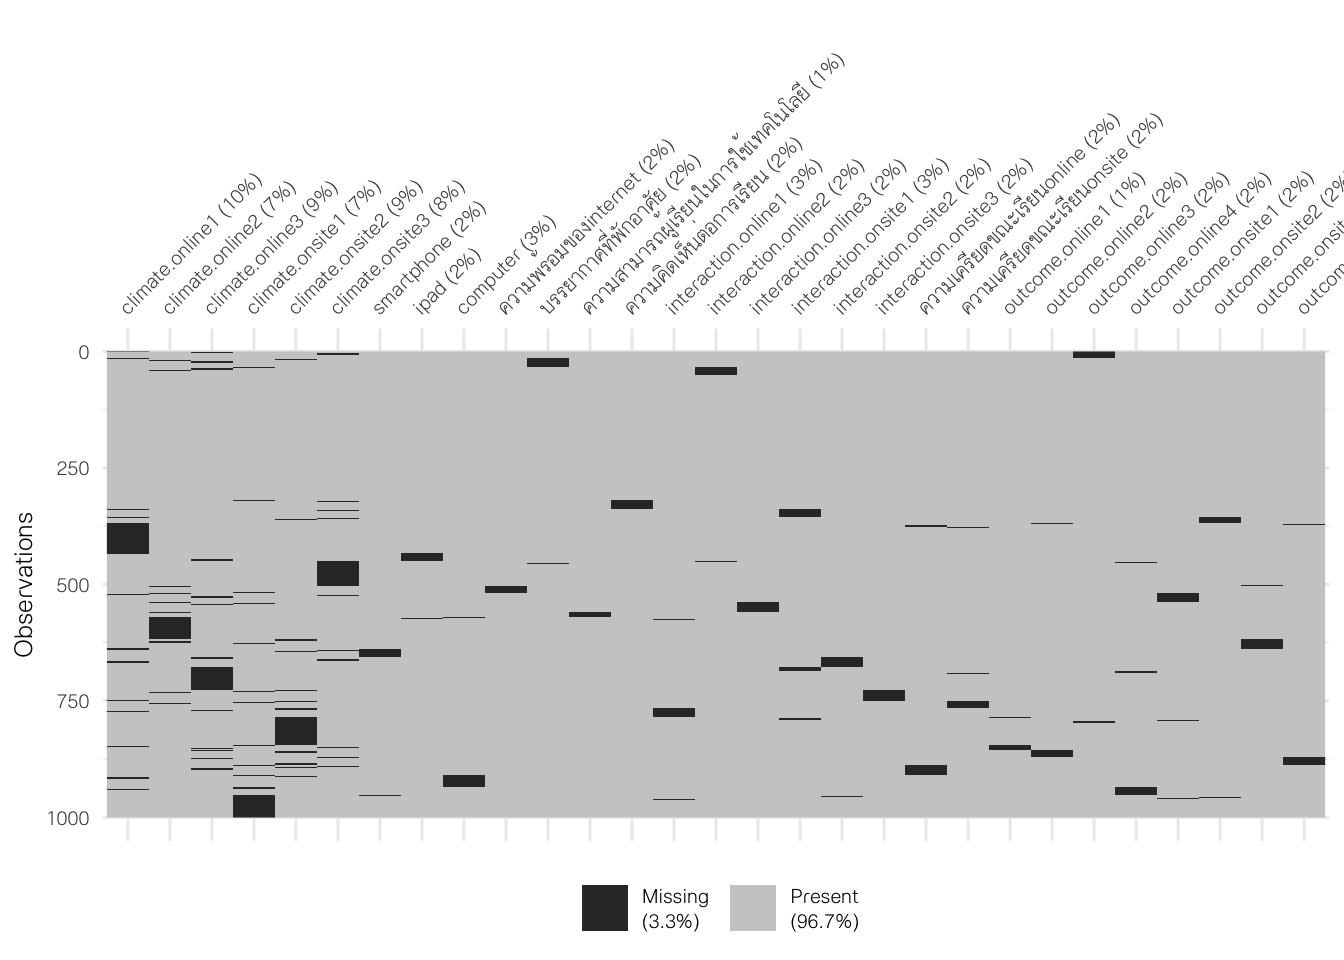 climate.online1 (10%)
climate.online2 (7%)
climate.online3 (9%)
climate.onsite1 (7%)
climate.onsite2 (9%)
climate.onsite3 (8%)
smartphone (2%)
ipad (2%)
computer (3%)
ความพร้อมของinternet (2%)
บรรยากาศที่พักอาศัย (2%)
ความสามารถผู้เรียนในการใช้เทคโนโลยี (1%)
ความคิดเห็นต่อการเรียน (2%)
interaction.online1 (3%)
interaction.online2 (2%)
interaction.online3 (2%)
interaction.onsite1 (3%)
interaction.onsite2 (2%)
interaction.onsite3 (2%)
ความเครียดขณะเรียนonline (2%)
ความเครียดขณะเรียนonsite (2%)
outcome.online1 (1%)
outcome.online2 (2%)
outcome.online3 (2%)
outcome.online4 (2%)
outcome.onsite1 (2%)
outcome.onsite2 (2%
outcome.onsit
outcom
0
250
500
750
1000
Observations
Missing
(3.3%)
Present
(96.7%)